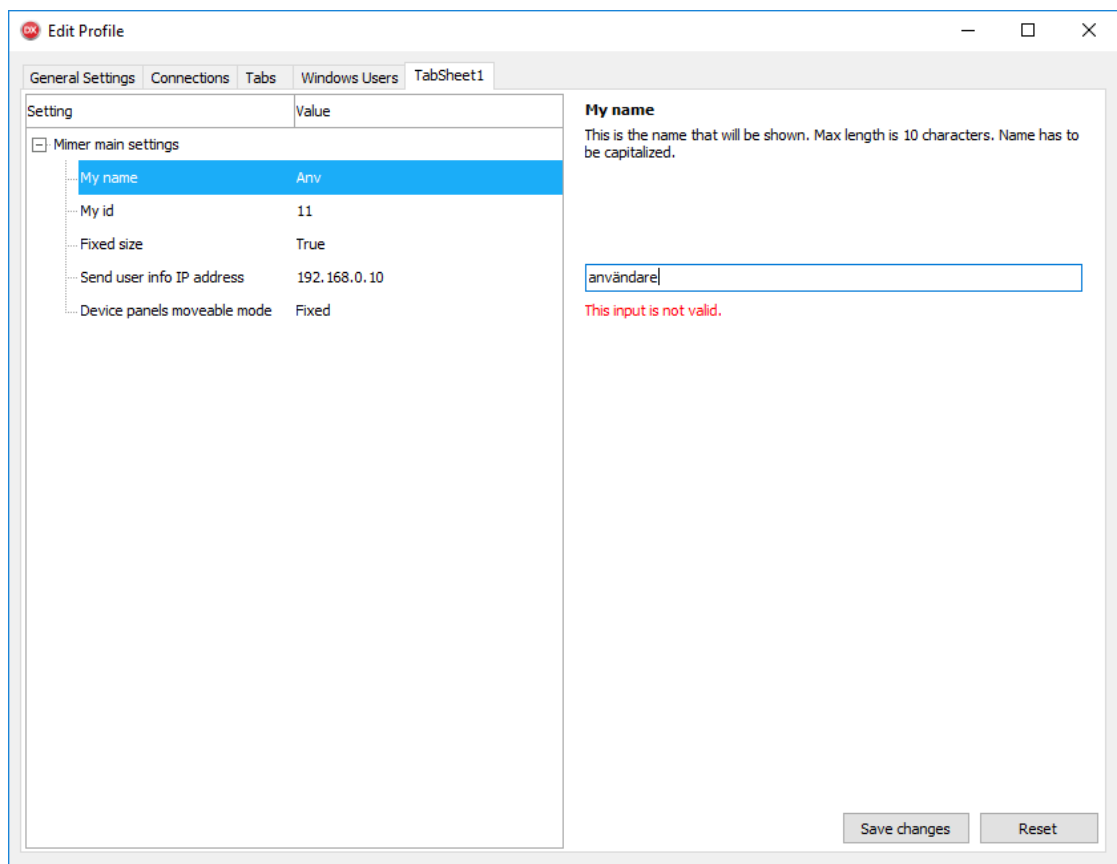 DX Edit Profile
General Settings Connections Tabs Windows Users TabSheet1
Setting Value
Mimer main settings
My name Anv
My id 11
Fixed size True
Send user info IP address 192.168.0.10
Device panels moveable mode Fixed
My name
This is the name that will be shown. Max length is 10 characters. Name has to
be capitalized.
användare
This input is not valid.
Save changes Reset